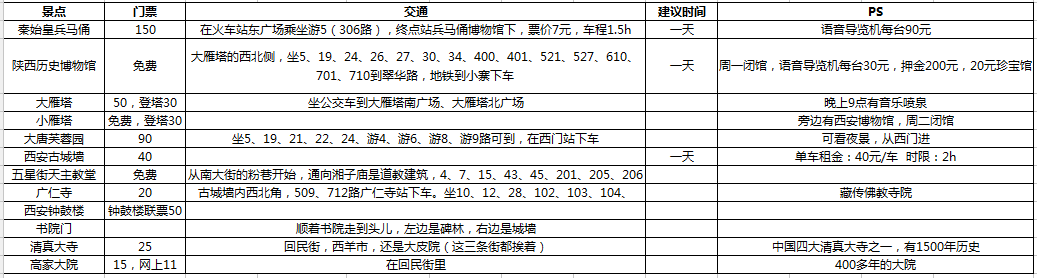 景点 门票 交通 建议时间 PS
秦始皇兵马俑 150 在火车站东广场乘坐游5（306路），终点站兵马俑博物馆下，票价7元，车程1.5h 一天 语音导览机每台90元
陕西历史博物馆 免费 大雁塔的西北侧，坐5、19、24、26、27、30、34、400、401、521、527、610、
701、710到翠华路，地铁到小寨下车 一天 周一闭馆，语音导览机每台30元，押金200元，20元珍宝馆
大雁塔 50，登塔30 坐公交车到大雁塔南广场、大雁塔北广场 晚上9点有音乐喷泉
小雁塔 免费，登塔30 旁边有西安博物馆，周二闭馆
大唐芙蓉园 90 坐5、19、21、22、24、游4、游6、游8、游9路可到，在西门站下车 可看夜景，从西门进
西安古城墙 40 一天 单车租金：40元/车 时限：2h
五星街天主教堂 免费 从南大街的粉巷开始，通向湘子庙是道教建筑，4、7、15、43、45、201、205、206
广仁寺 20 古城墙内西北角，509、712路广仁寺站下车。坐10、12、28、102、103、104、 藏传佛教寺院
西安钟鼓楼 钟鼓楼联票50
书院门 顺着书院走到头儿，左边是碑林，右边是城墙
清真大寺 25 回民街，西羊市，还是大皮院（这三条街都挨着） 中国四大清真大寺之一，有1500年历史
高家大院 15，网上11 在回民街里 400多年的大院